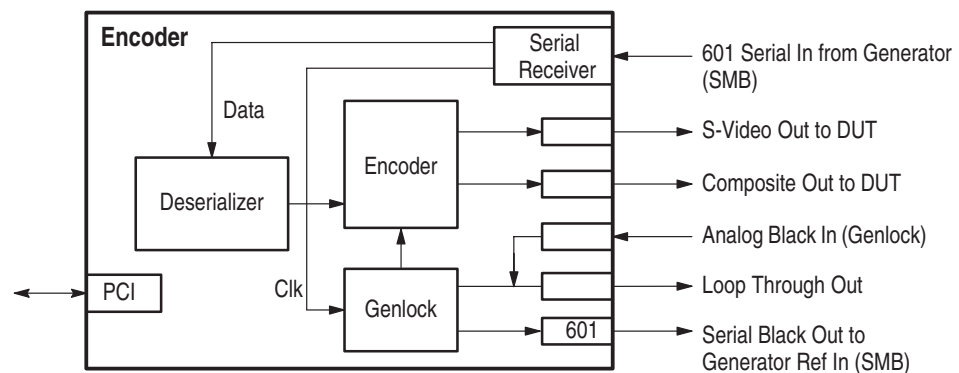 Encoder
Serial
Receiver
601 Serial In from Generator
(SMB)
Data
S-Video Out to DUT
Encoder
Composite Out to DUT
Deserializer
Analog Black In (Genlock)
PCI
Clk
Loop Through Out
Genlock
601
Serial Black Out to
Generator Ref In (SMB)